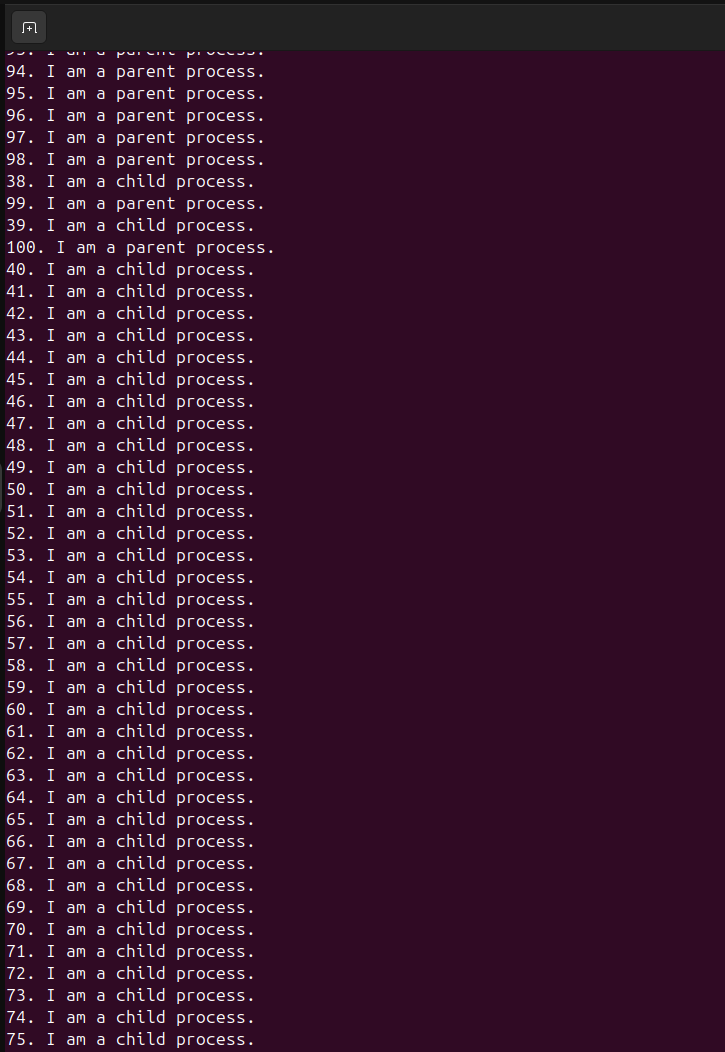 93. I am a parent process.
94. I am a parent process.
95. I am a parent process.
96. I am a parent process.
97. I am a parent process.
98. I am a parent process.
38. I am a child process.
99. I am a parent process.
39. I am a child process.
100. I am a parent process.
40. I am a child process.
41. I am a child process.
42. I am a child process.
43. I am a child process.
44. I am a child process.
45. I am a child process.
46. I am a child process.
47. I am a child process.
48. I am a child process.
49. I am a child process.
50. I am a child process.
51. I am a child process.
52. I am a child process.
53. I am a child process.
54. I am a child process.
55. I am a child process.
56. I am a child process.
57. I am a child process.
58. I am a child process.
59. I am a child process.
60. I am a child process.
61. I am a child process.
62. I am a child process.
63. I am a child process.
64. I am a child process.
65. I am a child process.
66. I am a child process.
67. I am a child process.
68. I am a child process.
69. I am a child process.
70. I am a child process.
71. I am a child process.
72. I am a child process.
73. I am a child process.
74. I am a child process.
75. I am a child process.